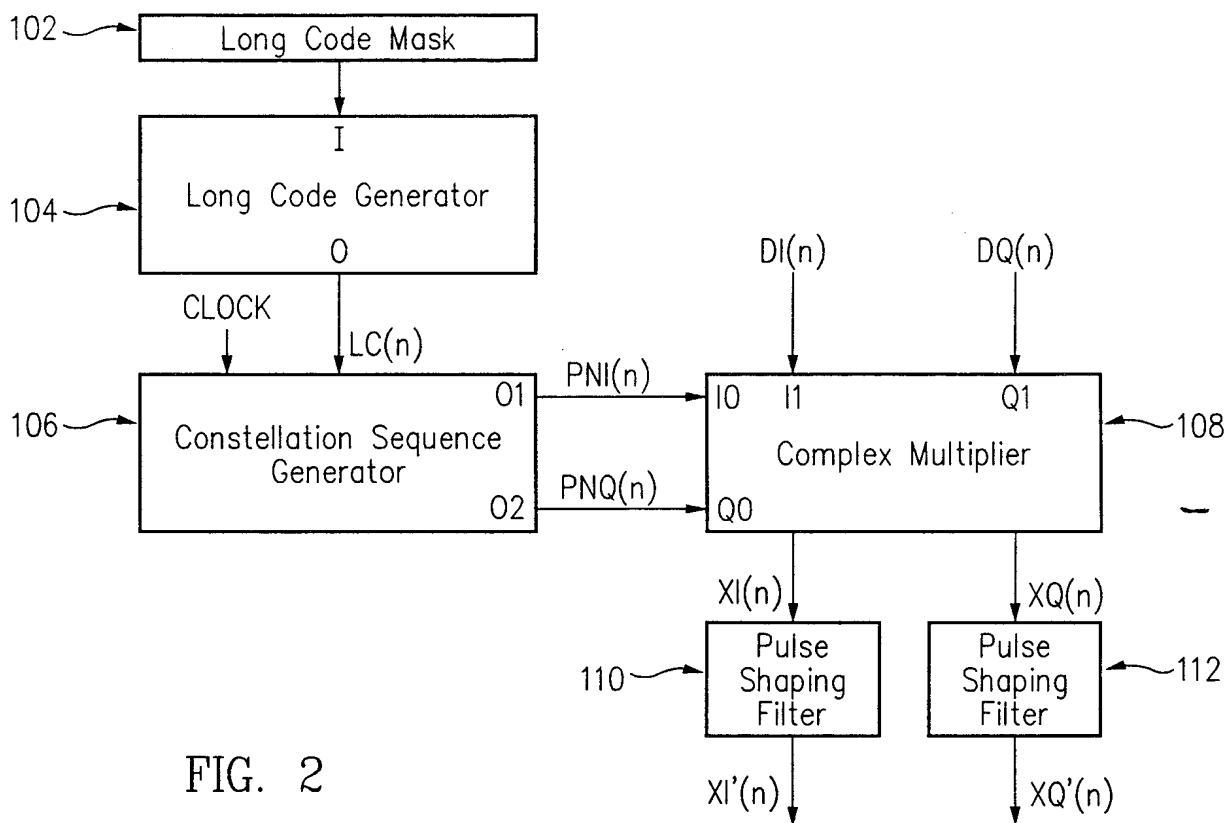 102
Long Code Mask
I
Long Code Generator
O
104
CLOCK
LC(n)
DI(n)
DQ(n)
106
Constellation Sequence
Generator
O1
O2
PNI(n)
PNQ(n)
I0
I1
Q1
Complex Multiplier
Q0
108
XI(n)
XQ(n)
110
Pulse
Shaping
Filter
Pulse
Shaping
Filter
112
XI'(n)
XQ'(n)
FIG. 2